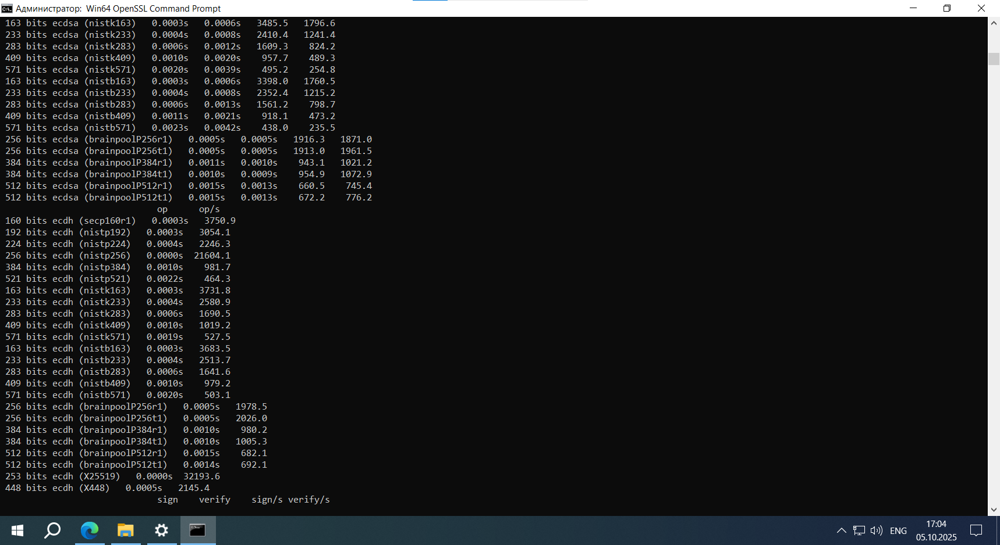 Администратор:  Win64 OpenSSL Command Prompt
163 bits ecdsa (nistk163)   0.0003s   0.0006s   3485.5   1796.6
233 bits ecdsa (nistk233)   0.0004s   0.0008s   2410.4   1241.4
283 bits ecdsa (nistk283)   0.0006s   0.0012s   1609.3    824.2
409 bits ecdsa (nistk409)   0.0010s   0.0020s    957.7    489.3
571 bits ecdsa (nistk571)   0.0020s   0.0039s    495.2    254.8
163 bits ecdsa (nistb163)   0.0003s   0.0006s   3398.0   1760.5
233 bits ecdsa (nistb233)   0.0004s   0.0008s   2352.4   1215.2
283 bits ecdsa (nistb283)   0.0006s   0.0013s   1561.2    798.7
409 bits ecdsa (nistb409)   0.0011s   0.0021s    918.1    473.2
571 bits ecdsa (nistb571)   0.0023s   0.0042s    438.0    235.5
256 bits ecdsa (brainpoolP256r1)   0.0005s   0.0005s   1916.3   1871.0
256 bits ecdsa (brainpoolP256t1)   0.0005s   0.0005s   1913.0   1961.5
384 bits ecdsa (brainpoolP384r1)   0.0011s   0.0010s    943.1   1021.2
384 bits ecdsa (brainpoolP384t1)   0.0010s   0.0009s    954.9   1072.9
512 bits ecdsa (brainpoolP512r1)   0.0015s   0.0013s    660.5    745.4
512 bits ecdsa (brainpoolP512t1)   0.0015s   0.0013s    672.2    776.2
                             op      op/s
160 bits ecdh (secp160r1)   0.0003s   3750.9
192 bits ecdh (nistp192)   0.0003s   3054.1
224 bits ecdh (nistp224)   0.0004s   2246.3
256 bits ecdh (nistp256)   0.0000s  21604.1
384 bits ecdh (nistp384)   0.0010s    981.7
521 bits ecdh (nistp521)   0.0022s    464.3
163 bits ecdh (nistk163)   0.0003s   3731.8
233 bits ecdh (nistk233)   0.0004s   2580.9
283 bits ecdh (nistk283)   0.0006s   1690.5
409 bits ecdh (nistk409)   0.0010s   1019.2
571 bits ecdh (nistk571)   0.0019s    527.5
163 bits ecdh (nistb163)   0.0003s   3683.5
233 bits ecdh (nistb233)   0.0004s   2513.7
283 bits ecdh (nistb283)   0.0006s   1641.6
409 bits ecdh (nistb409)   0.0010s    979.2
571 bits ecdh (nistb571)   0.0020s    503.1
256 bits ecdh (brainpoolP256r1)   0.0005s   1978.5
256 bits ecdh (brainpoolP256t1)   0.0005s   2026.0
384 bits ecdh (brainpoolP384r1)   0.0010s    980.2
384 bits ecdh (brainpoolP384t1)   0.0010s   1005.3
512 bits ecdh (brainpoolP512r1)   0.0015s    682.1
512 bits ecdh (brainpoolP512t1)   0.0014s    692.1
253 bits ecdh (X25519)   0.0000s  32193.6
448 bits ecdh (X448)   0.0005s   2145.4
                             sign    verify    sign/s verify/s
ENG
17:04
05.10.2025